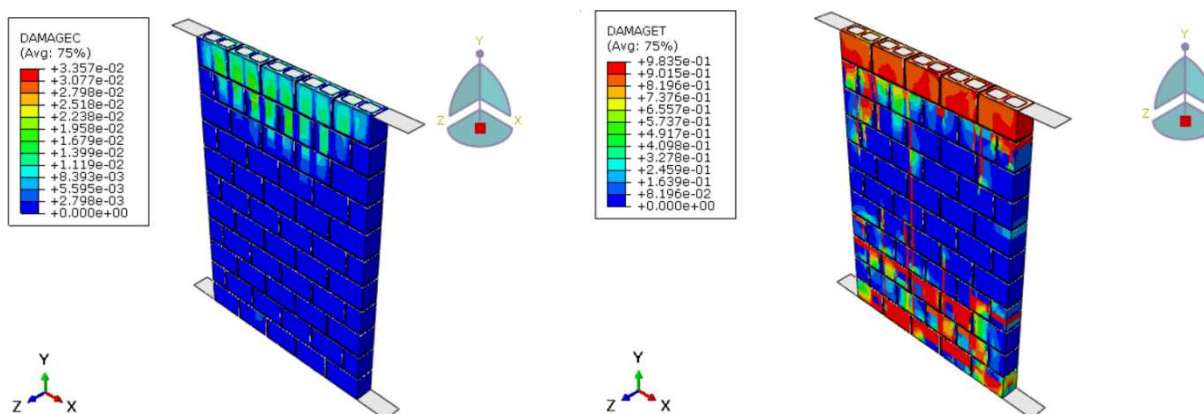 DAMAGEC
(Avg: 75%)
+3.357e-02
+3.077e-02
+2.798e-02
+2.518e-02
+2.238e-02
+1.958e-02
+1.679e-02
+1.399e-02
+1.119e-02
+8.393e-03
+5.595e-03
+2.798e-03
+0.000e+00
Y
Z
X
Y
Z
X
DAMAGET
(Avg: 75%)
+9.835e-01
+9.015e-01
+8.196e-01
+7.376e-01
+6.557e-01
+5.737e-01
+4.917e-01
+4.098e-01
+3.278e-01
+2.459e-01
+1.639e-01
+8.196e-02
+0.000e+00
Y
Z
Y
Z
X